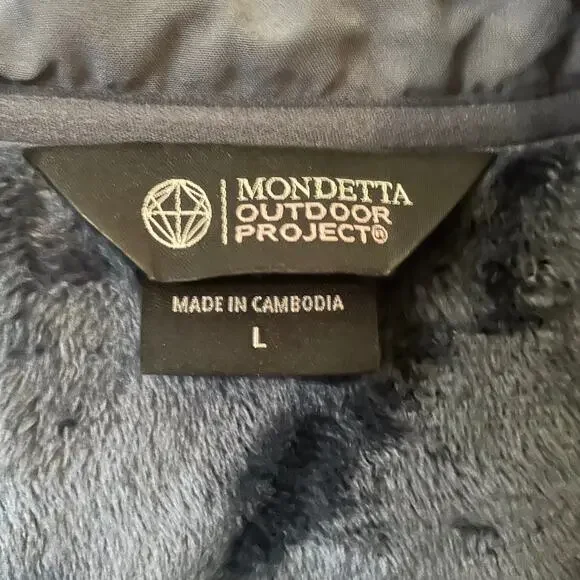 MONDETTA
OUTDOOR
PROJECT®
MADE IN CAMBODIA
L